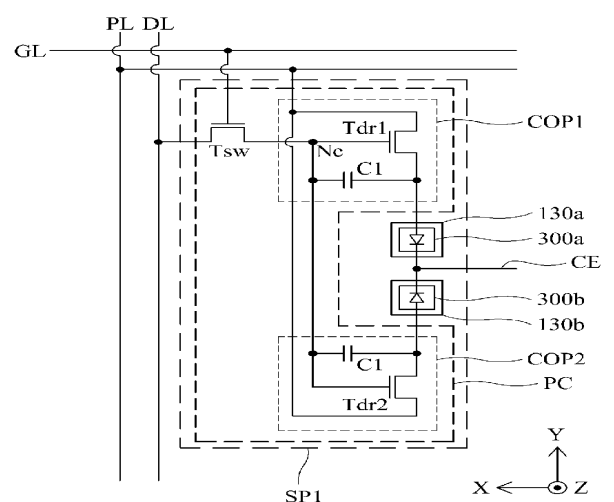 PL DL
GL
Tdr1
COP1
Tsw
Nc
C1
130a
300a
CE
300b
130b
C1
COP2
PC
Tdr2
Y
X
Z
SP1